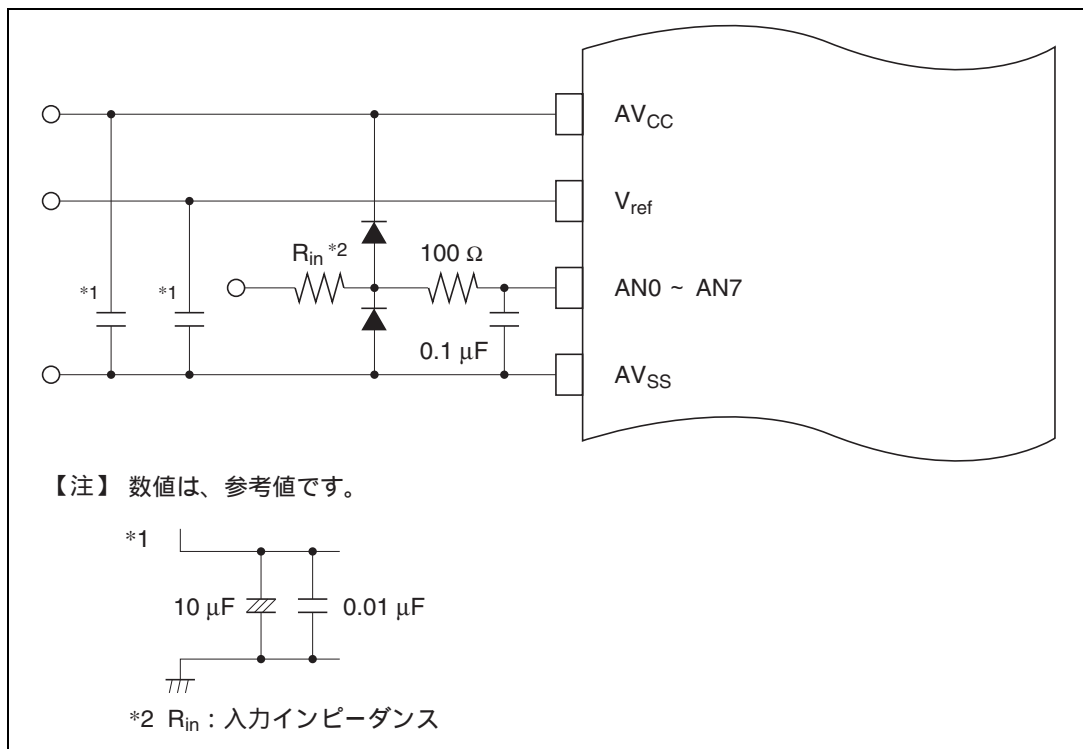 AVCC
Vref
Rin *2
100 Ω
*1
*1
AN0 ~ AN7
0.1 μF
AVSS
【注】 数値は、参考値です。
*1
10 μF
0.01 μF
*2 Rin : 入力インピーダンス